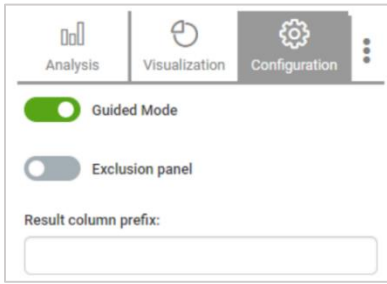 Analysis
Visualization
Configuration
Guided Mode
Exclusion panel
Result column prefix: